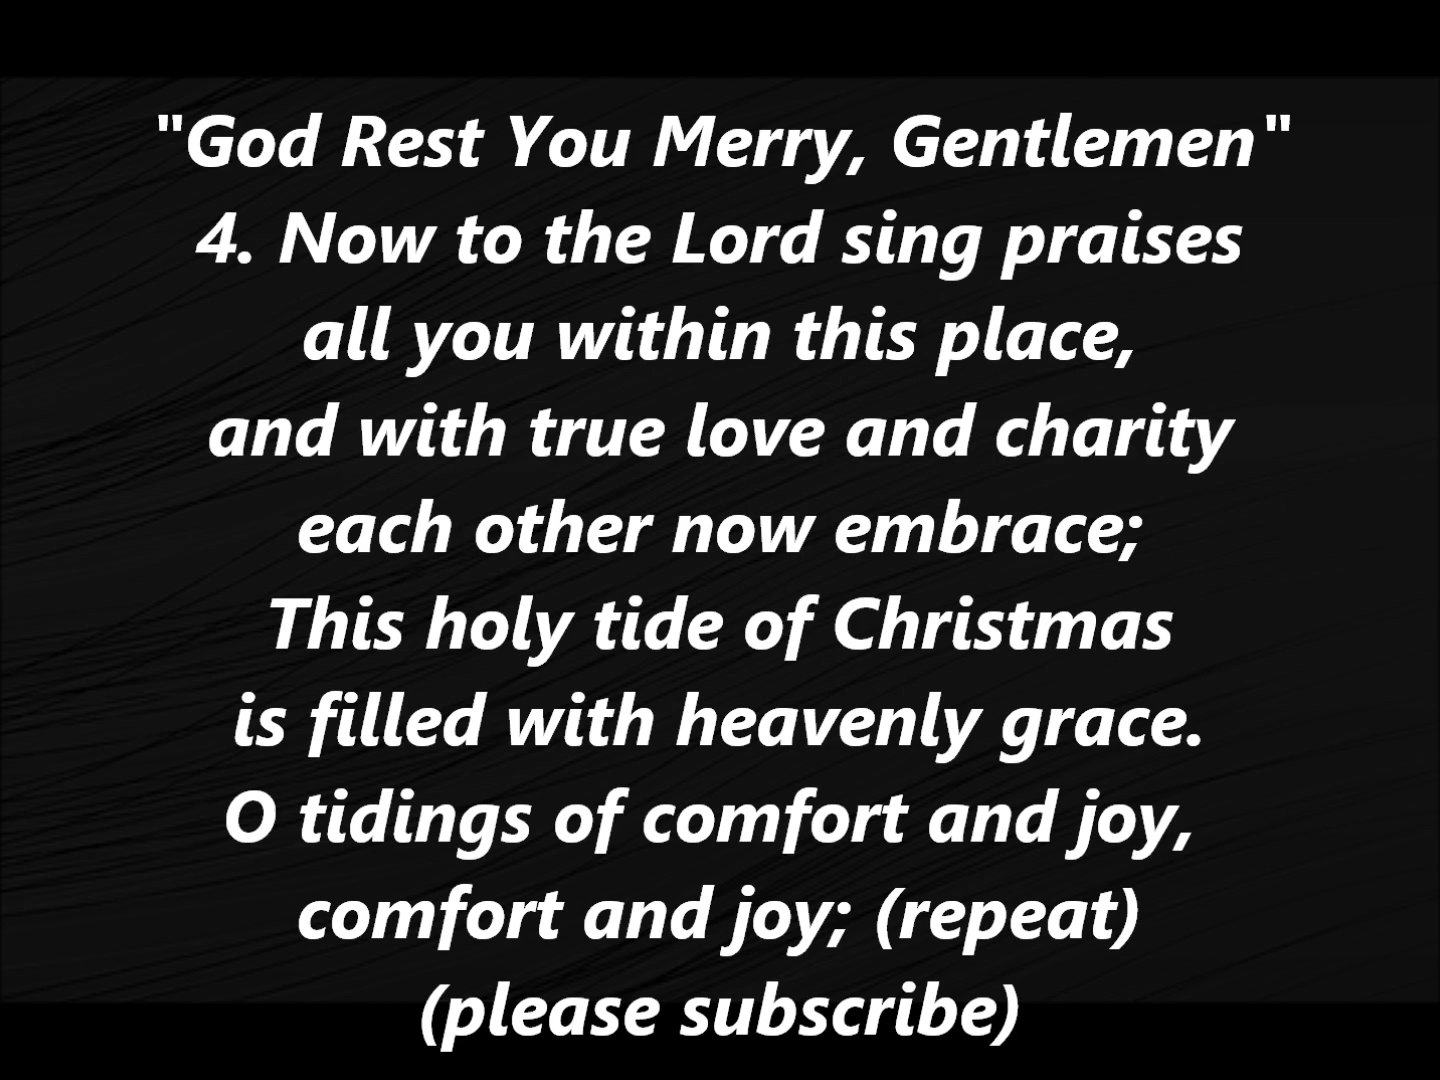 "God Rest You Merry, Gentlemen"
4. Now to the Lord sing praises
all you within this place,
and with true love and charity
each other now embrace;
This holy tide of Christmas
is filled with heavenly grace.
O tidings of comfort and joy,
comfort and joy; (repeat)
(please subscribe)